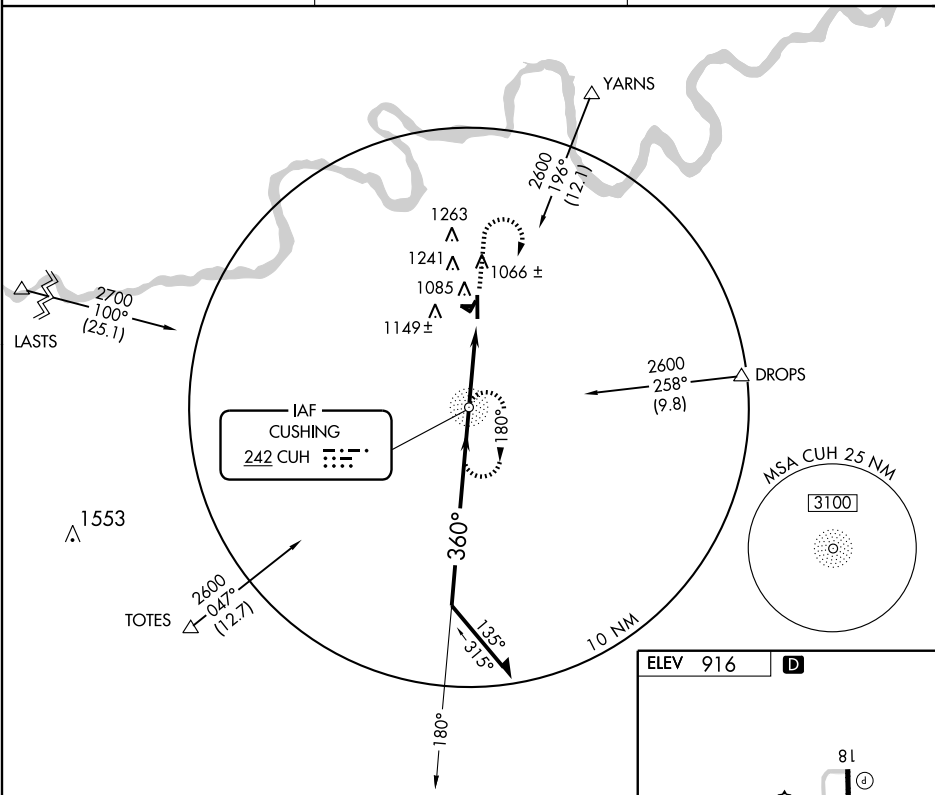 YARNS
2600
196°
(12.1)
1263
1241
1066 ±
1085
1149 ±
2700
100°
(25.1)
LASTS
2600
258°
(9.8)
DROPS
IAF
CUSHING
242 CUH
180°
MSA CUH 25 NM
3100
1553
360°
2600
047°
(12.7)
TOTES
135°
315°
10 NM
180°
ELEV 916
D
18
P